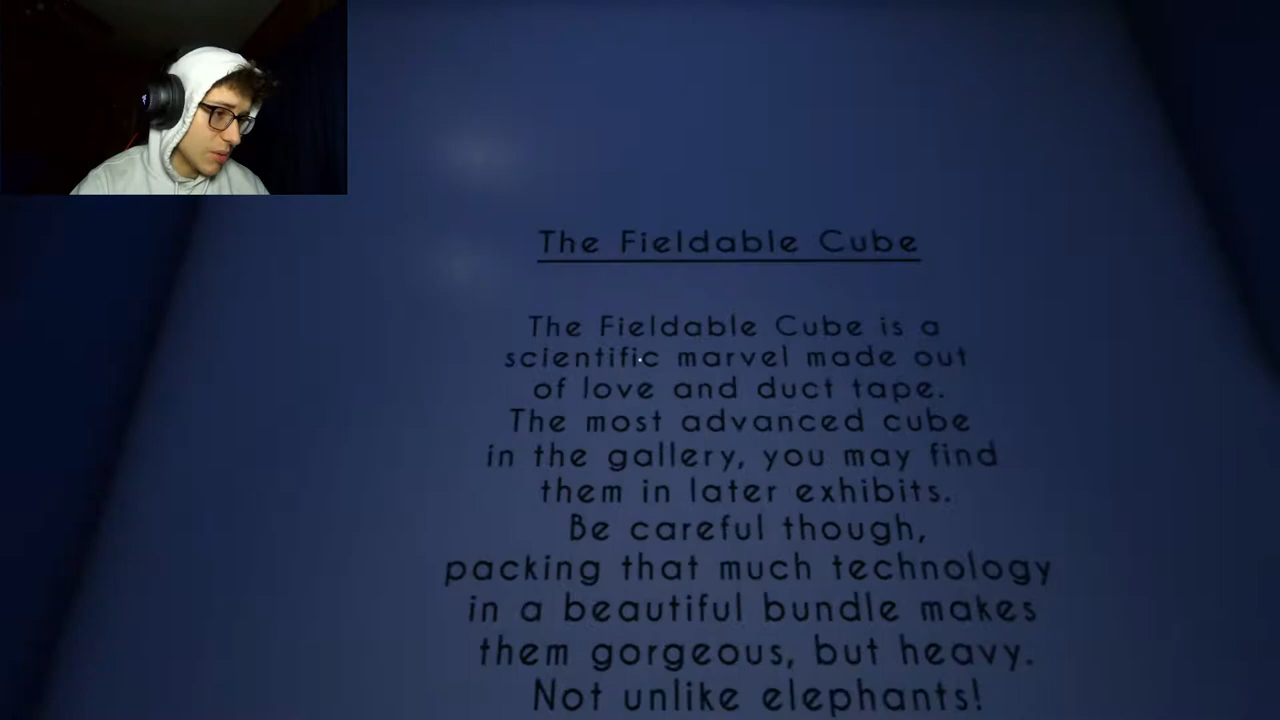 The Fieldable Cube
The Fieldable Cube is a
scientific marvel made out
of love and duct tape.
The most advanced cube
in the gallery, you may find
them in later exhibits.
Be careful though,
packing that much technology
in a beautiful bundle makes
them gorgeous, but heavy.
Not unlike elephants!